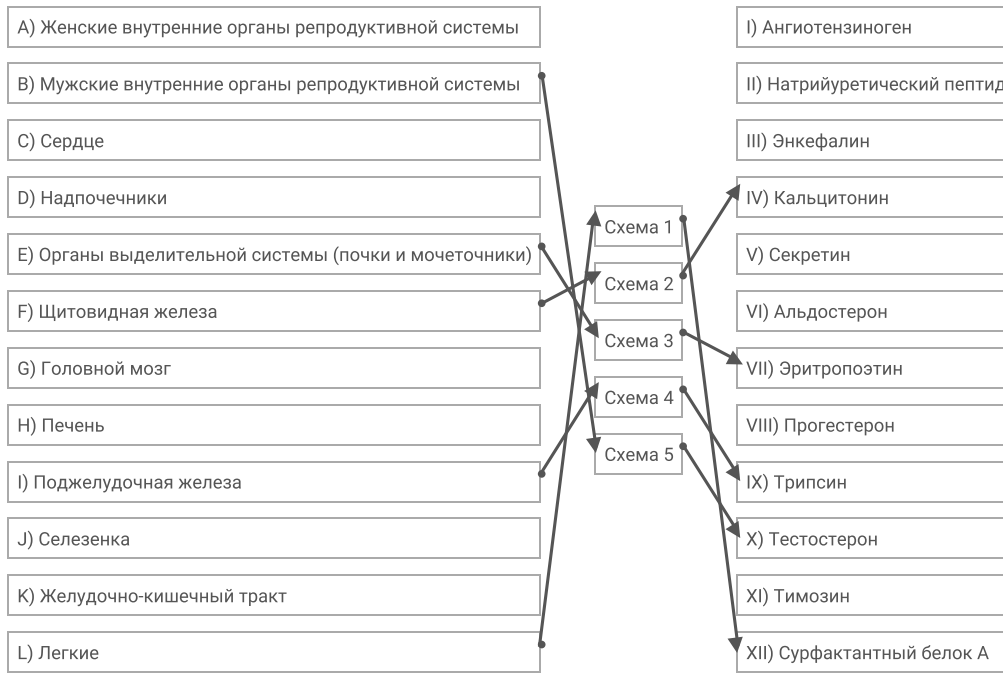 A) Женские внутренние органы репродуктивной системы
B) Мужские внутренние органы репродуктивной системы
C) Сердце
D) Надпочечники
E) Органы выделительной системы (почки и мочеточники)
F) Щитовидная железа
G) Головной мозг
H) Печень
I) Поджелудочная железа
J) Селезенка
K) Желудочно-кишечный тракт
L) Легкие
Схема 1
Схема 2
Схема 3
Схема 4
Схема 5
I) Ангиотензиноген
II) Натрийуретический пептид
III) Энкефалин
IV) Кальцитонин
V) Секретин
VI) Альдостерон
VII) Эритропоэтин
VIII) Прогестерон
IX) Трипсин
X) Тестостерон
XI) Тимозин
XII) Сурфактантный белок А